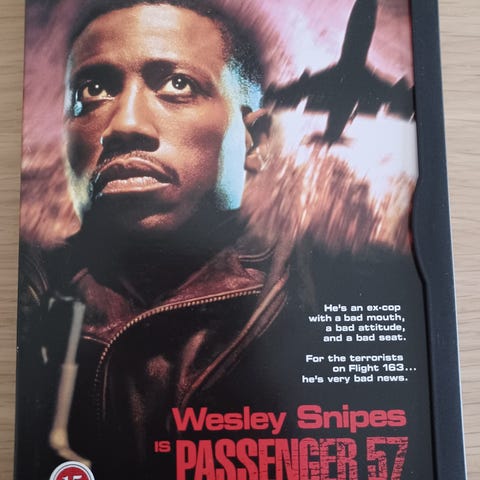 He's an ex-cop
with a bad mouth,
a bad attitude,
and a bad seat.
For the terrorists
on Flight 163...
he's very bad news.
Wesley Snipes
IS PASSENGER 57
15